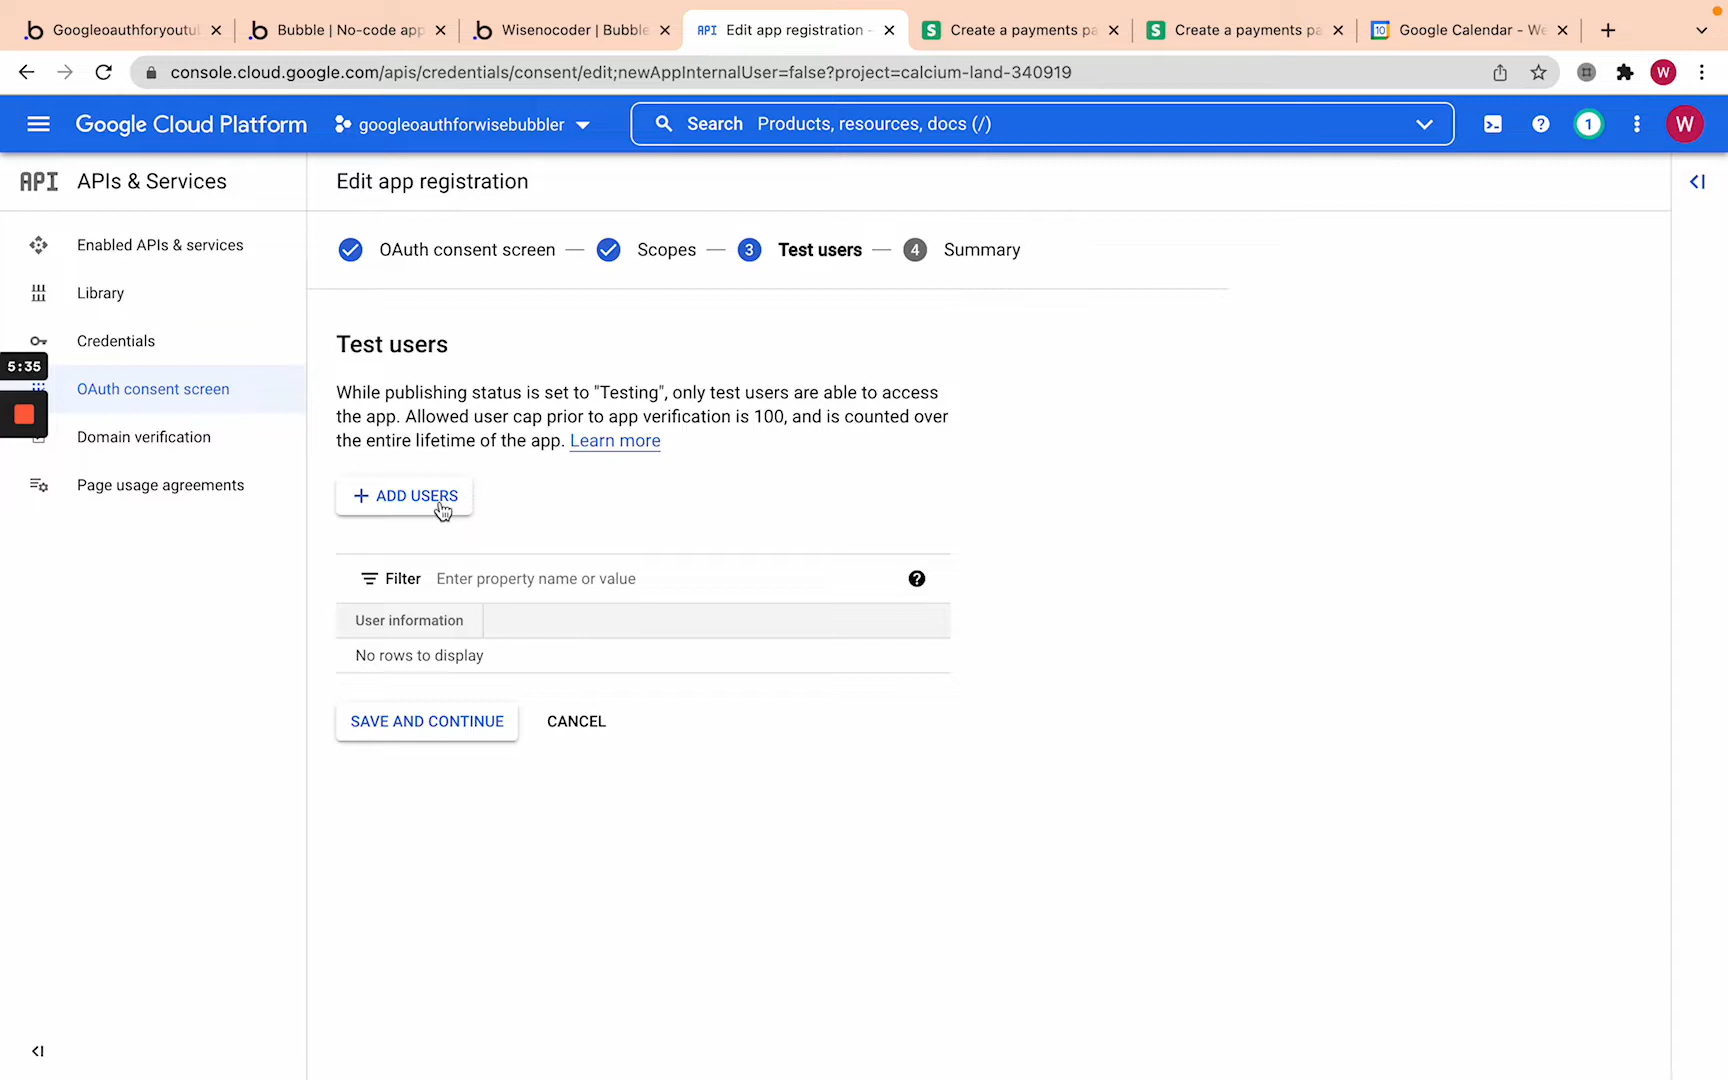 Googleoauthforyoutu
Bubble | No-code app
Wisenocoder | Bubble
API Edit app registration -
S Create a payments pa
S Create a payments pa
10 Google Calendar - We
console.cloud.google.com/apis/credentials/consent/edit;newAppInternalUser=false?project=calcium-land-340919
W
Google Cloud Platform
googleoauthforwisebubbler
Search Products, resources, docs (/)
1
W
API APIs & Services
Edit app registration
Enabled APIs & services
Library
Credentials
OAuth consent screen
Domain verification
Page usage agreements
5:35
OAuth consent screen — Scopes — 3 Test users — 4 Summary
Test users
While publishing status is set to "Testing", only test users are able to access
the app. Allowed user cap prior to app verification is 100, and is counted over
the entire lifetime of the app. Learn more
+ ADD USERS
Filter Enter property name or value
User information
No rows to display
SAVE AND CONTINUE CANCEL